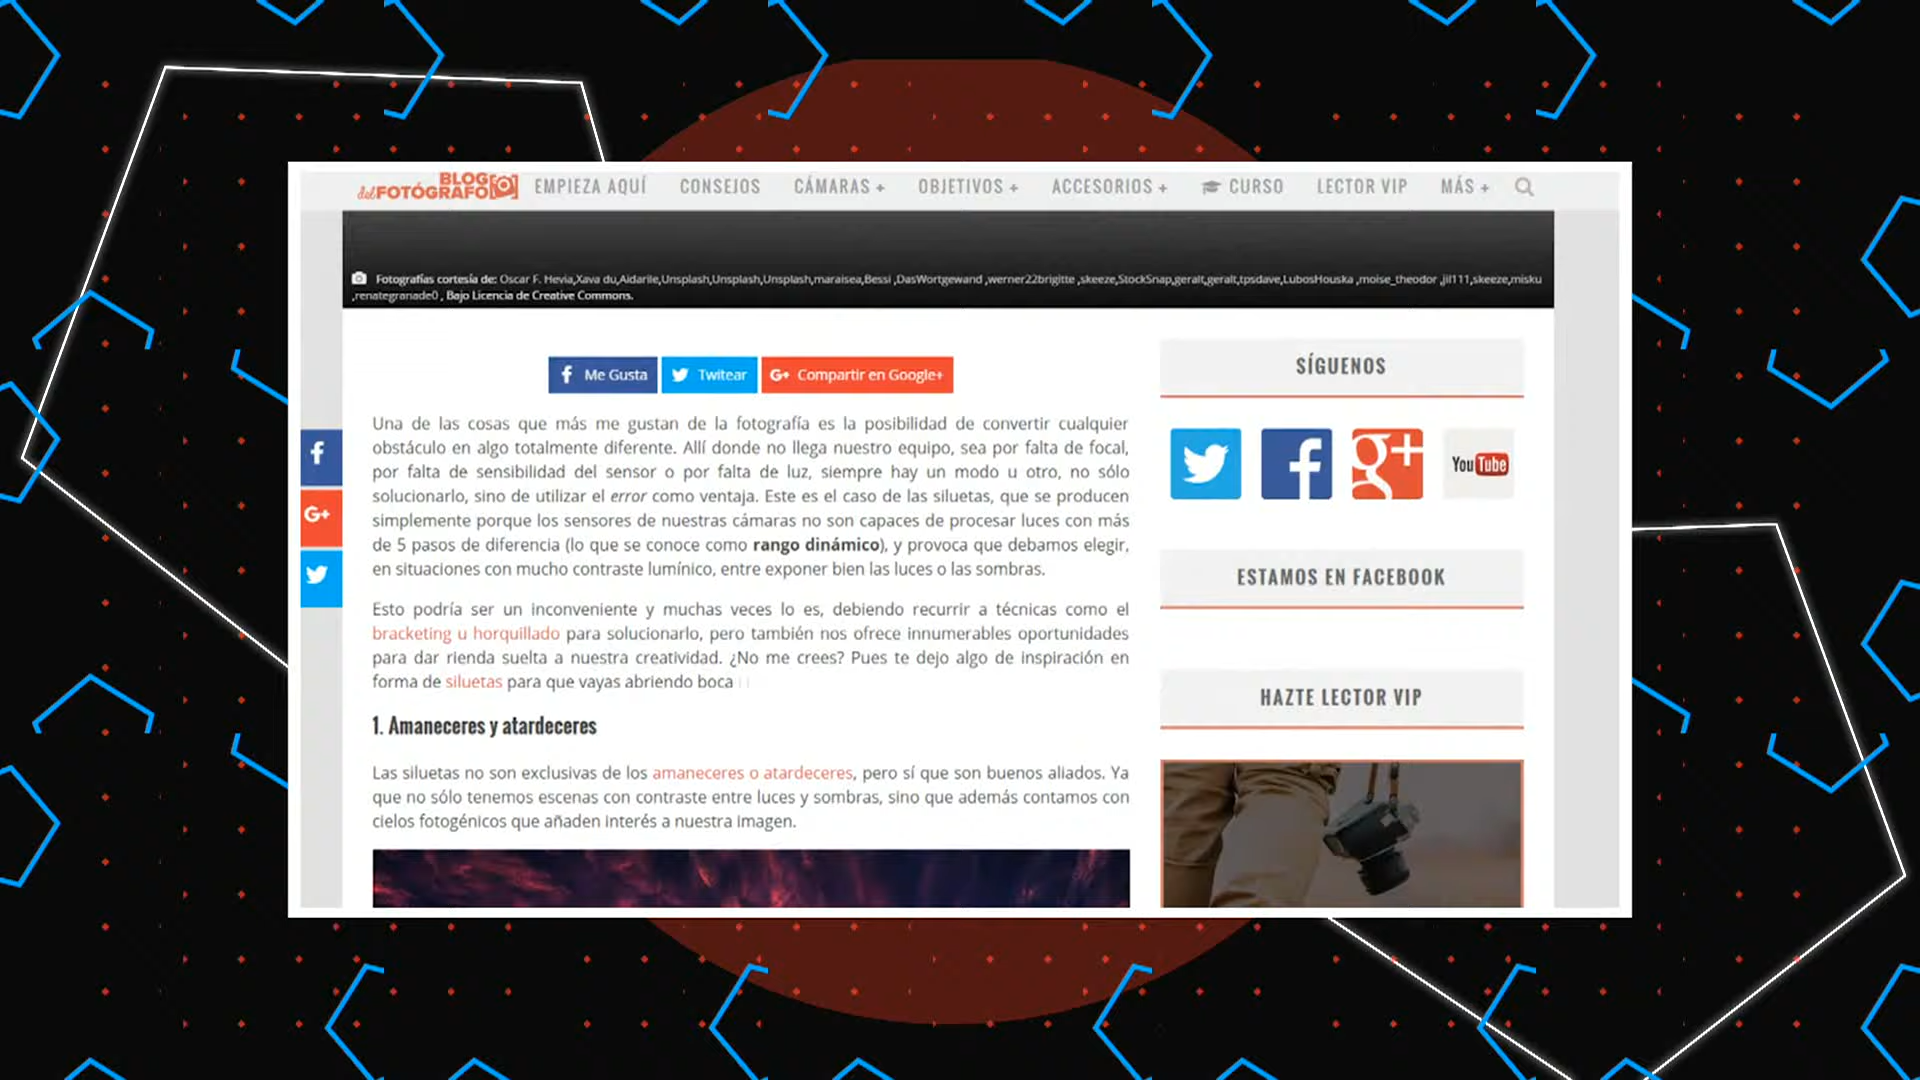 BLOG
del FOTÓGRAFO
EMPIEZA AQUÍ CONSEJOS CÁMARAS + OBJETIVOS + ACCESORIOS + CURSO LECTOR VIP MÁS +
Fotografías cortesía de: Oscar F. Hevia,Xava du,Aidarile,Unsplash,Unsplash,Unsplash,maraisea,Bessi ,DasWortgewand ,werner22brigitte ,skeeze,StockSnap,geralt,geralt,tpsdave,LubosHouska ,moise_theodor ,jil111,skeeze,misku
,renategranade0 , Bajo Licencia de Creative Commons.
Me Gusta Twitear G+ Compartir en Google+
Una de las cosas que más me gustan de la fotografía es la posibilidad de convertir cualquier
obstáculo en algo totalmente diferente. Allí donde no llega nuestro equipo, sea por falta de focal,
por falta de sensibilidad del sensor o por falta de luz, siempre hay un modo u otro, no sólo
solucionarlo, sino de utilizar el error como ventaja. Este es el caso de las siluetas, que se producen
simplemente porque los sensores de nuestras cámaras no son capaces de procesar luces con más
de 5 pasos de diferencia (lo que se conoce como rango dinámico), y provoca que debamos elegir,
en situaciones con mucho contraste lumínico, entre exponer bien las luces o las sombras.
Esto podría ser un inconveniente y muchas veces lo es, debiendo recurrir a técnicas como el
bracketing u horquillado para solucionarlo, pero también nos ofrece innumerables oportunidades
para dar rienda suelta a nuestra creatividad. ¿No me crees? Pues te dejo algo de inspiración en
forma de siluetas para que vayas abriendo boca
1. Amaneceres y atardeceres
Las siluetas no son exclusivas de los amaneceres o atardeceres, pero sí que son buenos aliados. Ya
que no sólo tenemos escenas con contraste entre luces y sombras, sino que además contamos con
cielos fotogénicos que añaden interés a nuestra imagen.
G+
SÍGUENOS
g+
YouTube
ESTAMOS EN FACEBOOK
HAZTE LECTOR VIP